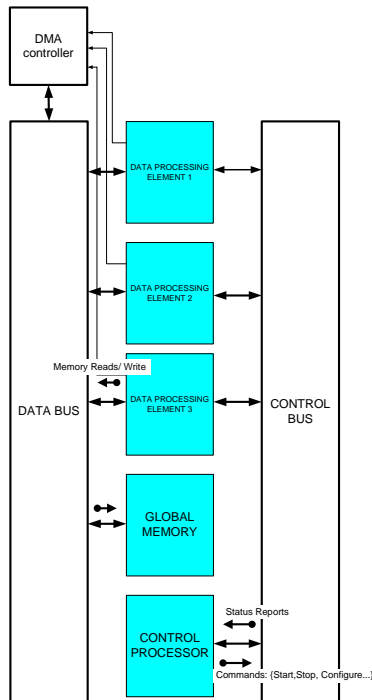 DMA
controller
DATA PROCESSING
ELEMENT 1
DATA PROCESSING
ELEMENT 2
Memory Reads/ Write
DATA PROCESSING
ELEMENT 3
DATA BUS
CONTROL
BUS
GLOBAL
MEMORY
Status Reports
CONTROL
PROCESSOR
Commands: {Start,Stop, Configure...}